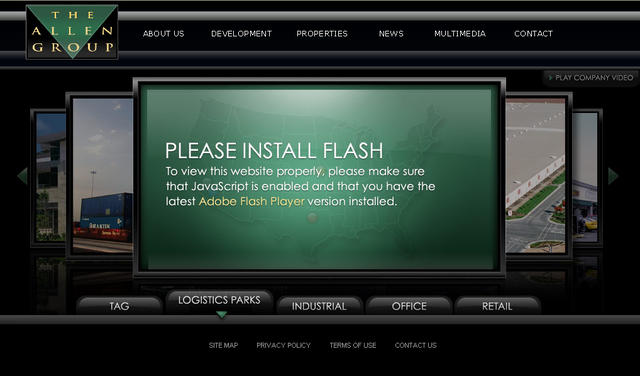 THE
ALLEN
GROUP
ABOUT US
DEVELOPMENT
PROPERTIES
NEWS
MULTIMEDIA
CONTACT
PLAY COMPANY VIDEO
PLEASE INSTALL FLASH
To view this website properly, please make sure
that JavaScript is enabled and that you have the
latest Adobe Flash Player version installed.
TAG
LOGISTICS PARKS
INDUSTRIAL
OFFICE
RETAIL
SITE MAP
PRIVACY POLICY
TERMS OF USE
CONTACT US